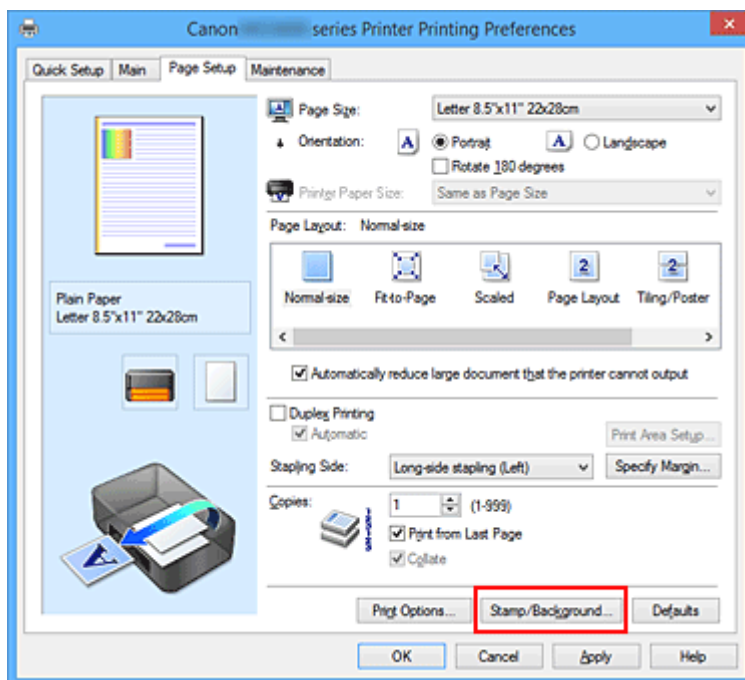 Canon series Printer Printing Preferences
Quick Setup Main Page Setup Maintenance
Page Size: Letter 8.5"x11" 22x28cm
Orientation: A Portrait A Landscape
Rotate 180 degrees
Printer Paper Size: Same as Page Size
Page Layout: Normal-size
2 2
Normal-size Fit-to-Page Scaled Page Layout Tiling/Poster
Plain Paper
Letter 8.5"x11" 22x28cm
Automatically reduce large document that the printer cannot output
Duplex Printing
Automatic Print Area Setup...
Stapling Side: Long-side stapling (Left) Specify Margin...
Copies: 1 (1-999)
Print from Last Page
Collate
A
Print Options... Stamp/Background... Defaults
OK Cancel Apply Help